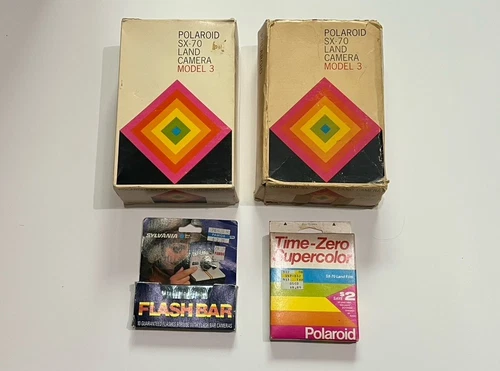 POLAROID
SX-70
LAND
CAMERA
MODEL 3
POLAROID
SX-70
LAND
CAMERA
MODEL 3
SYLVANIA
FLASH BAR
Time-Zero
Supercolor
SX-70 Land Film
$2
Polaroid